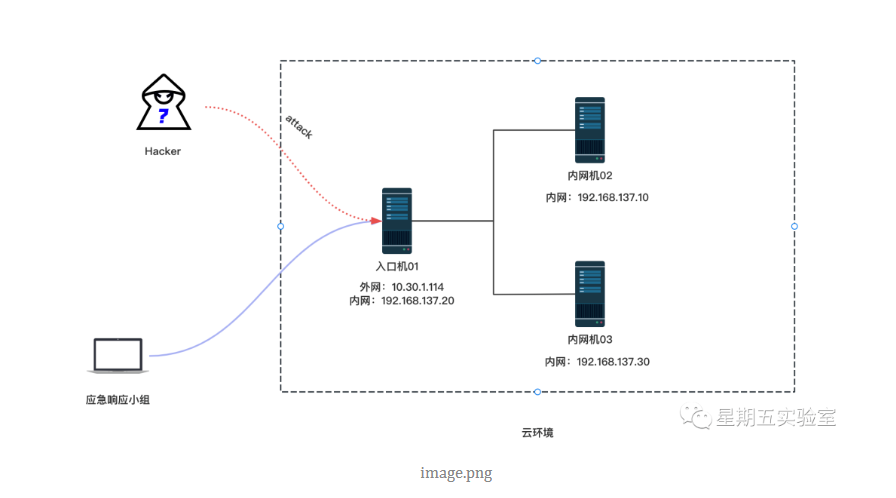 ?
Hacker
attack
内网机02
内网：192.168.137.10
入口机01
外网：10.30.1.114
内网：192.168.137.20
内网机03
内网：192.168.137.30
应急响应小组
星期五实验室
云环境
image.png